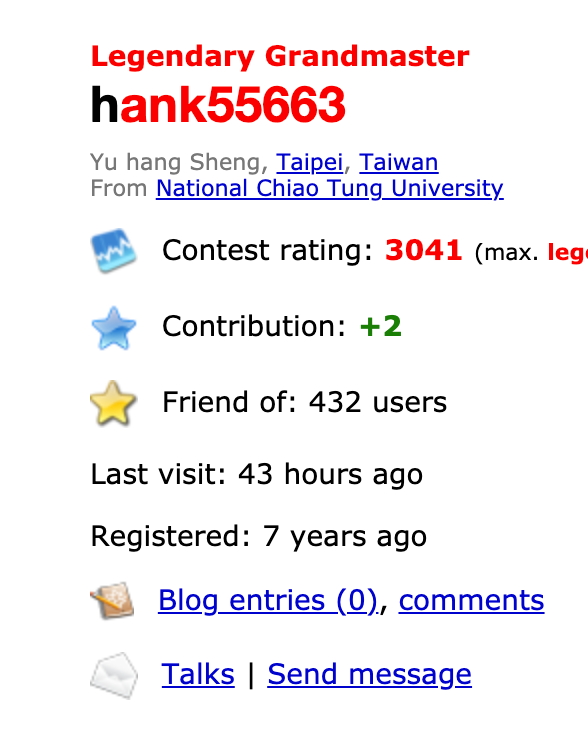 Legendary Grandmaster
hank55663
Yu hang Sheng, Taipei, Taiwan
From National Chiao Tung University
Contest rating: 3041 (max. leg
Contribution: +2
Friend of: 432 users
Last visit: 43 hours ago
Registered: 7 years ago
Blog entries (0), comments
Talks | Send message